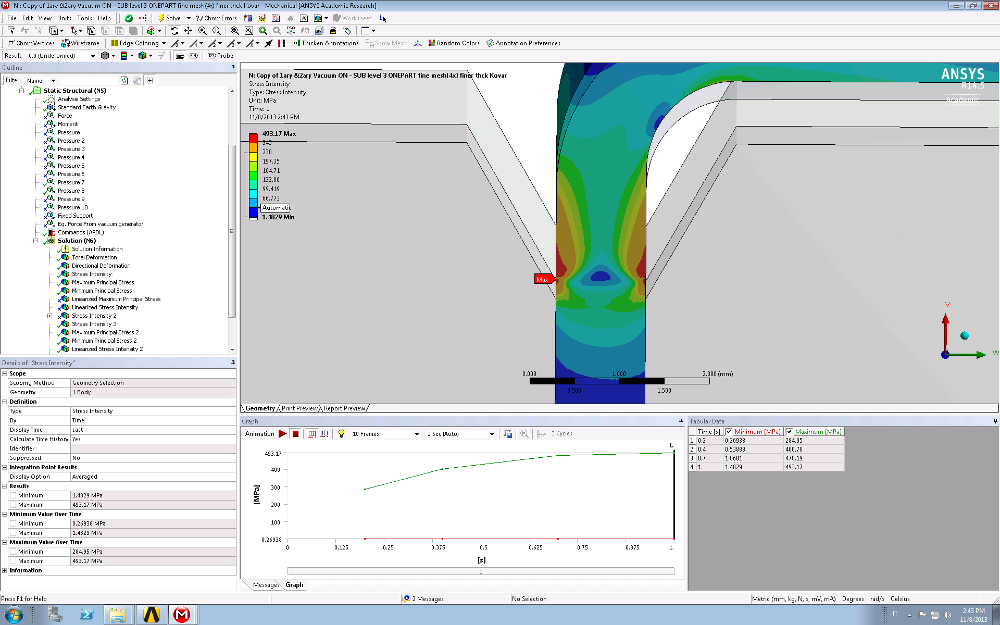 N : Copy of 1ary &2ary Vacuum ON - SUB level 3 ONEPART fine mesh(4x) finer thck Kovar - Mechanical [ANSYS Academic Research]
File Edit View Units Tools Help Solve ?/ Show Errors Worksheet
Show Vertices Wireframe Edge Coloring Thicken Annotations Show Mesh Random Colors Annotation Preferences
Result 0.0 (Undeformed) MAX MIN Probe
Outline
Filter: Name
Static Structural (N5)
Analysis Settings
Standard Earth Gravity
Force
Moment
Pressure
Pressure 2
Pressure 3
Pressure 4
Pressure 5
Pressure 6
Pressure 7
Pressure 8
Pressure 9
Pressure 10
Fixed Support
Eq. Force From vacuum generator
Commands (APDL)
Solution (N6)
Solution Information
Total Deformation
Directional Deformation
Stress Intensity
Maximum Principal Stress
Minimum Principal Stress
Linearized Maximum Principal Stress
Linearized Stress Intensity
Stress Intensity 2
Stress Intensity 3
Maximum Principal Stress 2
Minimum Principal Stress 2
Linearized Stress Intensity 2
Details of "Stress Intensity"
Scope
Scoping Method Geometry Selection
Geometry 1 Body
Definition
Type Stress Intensity
By Time
Display Time Last
Calculate Time History Yes
Identifier
Suppressed No
Integration Point Results
Display Option Averaged
Results
Minimum 1.4829 MPa
Maximum 493.17 MPa
Minimum Value Over Time
Minimum 0.26938 MPa
Maximum 1.4829 MPa
Maximum Value Over Time
Minimum 284.95 MPa
Maximum 493.17 MPa
Information
N: Copy of 1ary &2ary Vacuum ON - SUB level 3 ONEPART fine mesh(4x) finer thck Kovar
Stress Intensity
Type: Stress Intensity
Unit: MPa
Time: 1
11/8/2013 2:43 PM
493.17 Max
345
230
197.35
164.71
132.06
99.419
66.773
Automatic
1.4829 Min
ANSYS
R14.5
Academic
Max
0.000 1.000 2.000 (mm)
0.500 1.500
V
W
Geometry Print Preview Report Preview
Graph
Animation 10 Frames 2 Sec (Auto) 3 Cycles
1.
493.17
400.
300.
200.
100.
0.26938
[MPa]
0. 0.125 0.25 0.375 0.5 0.625 0.75 0.875 1.
[s]
1
Messages Graph
Tabular Data
Time [s] Minimum [MPa] Maximum [MPa]
1 0.2 0.26938 284.95
2 0.4 0.53888 400.78
3 0.7 1.0681 478.19
4 1. 1.4829 493.17
Press F1 for Help 2 Messages No Selection Metric (mm, kg, N, s, mV, mA) Degrees rad/s Celsius
IT 2:43 PM
11/8/2013